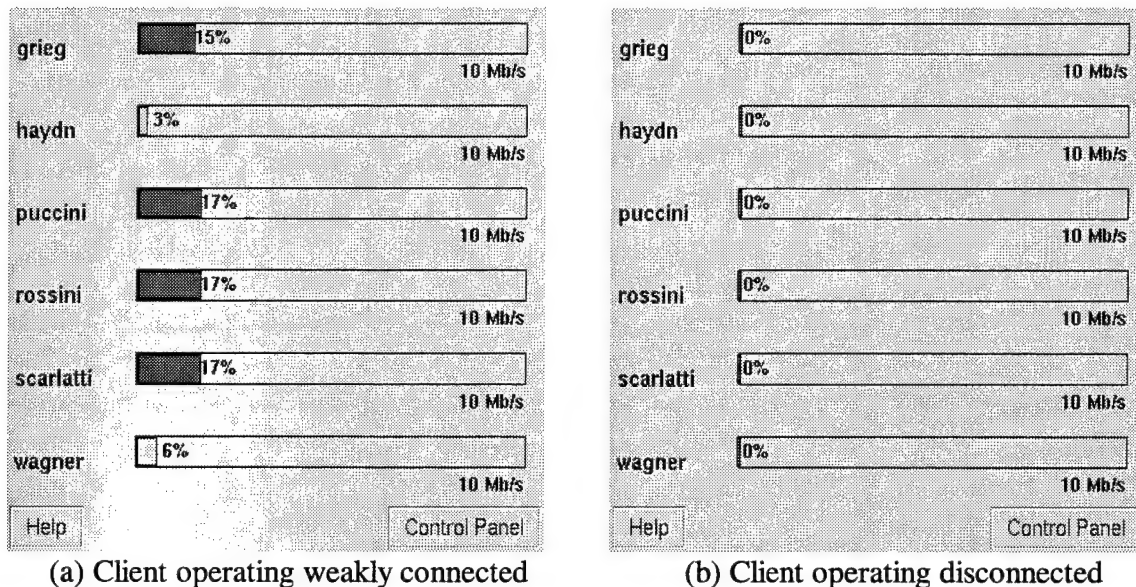 grieg 15%
10 Mb/s
haydn 3%
10 Mb/s
puccini 17%
10 Mb/s
rossini 17%
10 Mb/s
scarlatti 17%
10 Mb/s
wagner 6%
10 Mb/s
Help Control Panel
(a) Client operating weakly connected
grieg 0%
10 Mb/s
haydn 0%
10 Mb/s
puccini 0%
10 Mb/s
rossini 0%
10 Mb/s
scarlatti 0%
10 Mb/s
wagner 0%
10 Mb/s
Help Control Panel
(b) Client operating disconnected